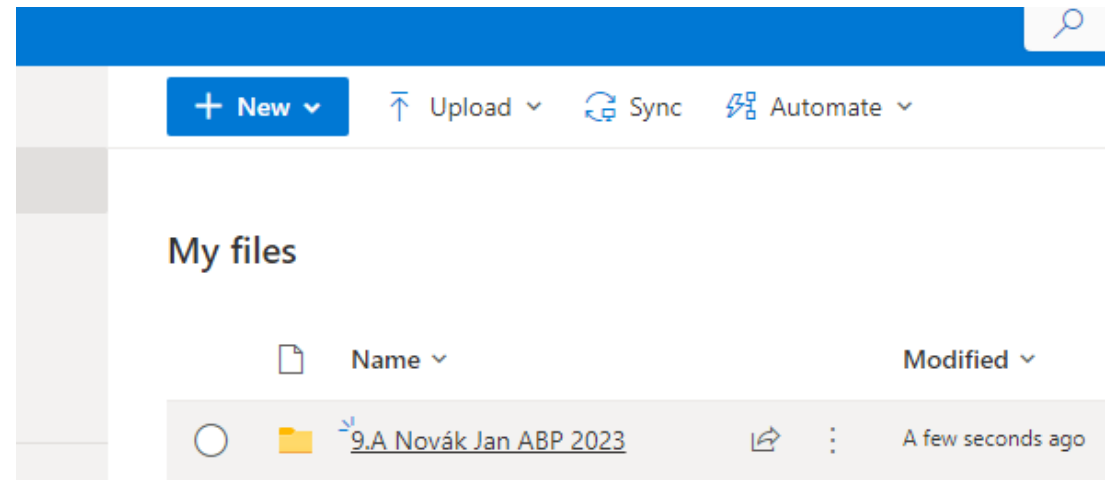 New Upload Sync Automate
My files
Name Modified
9.A Novák Jan ABP 2023 A few seconds ago